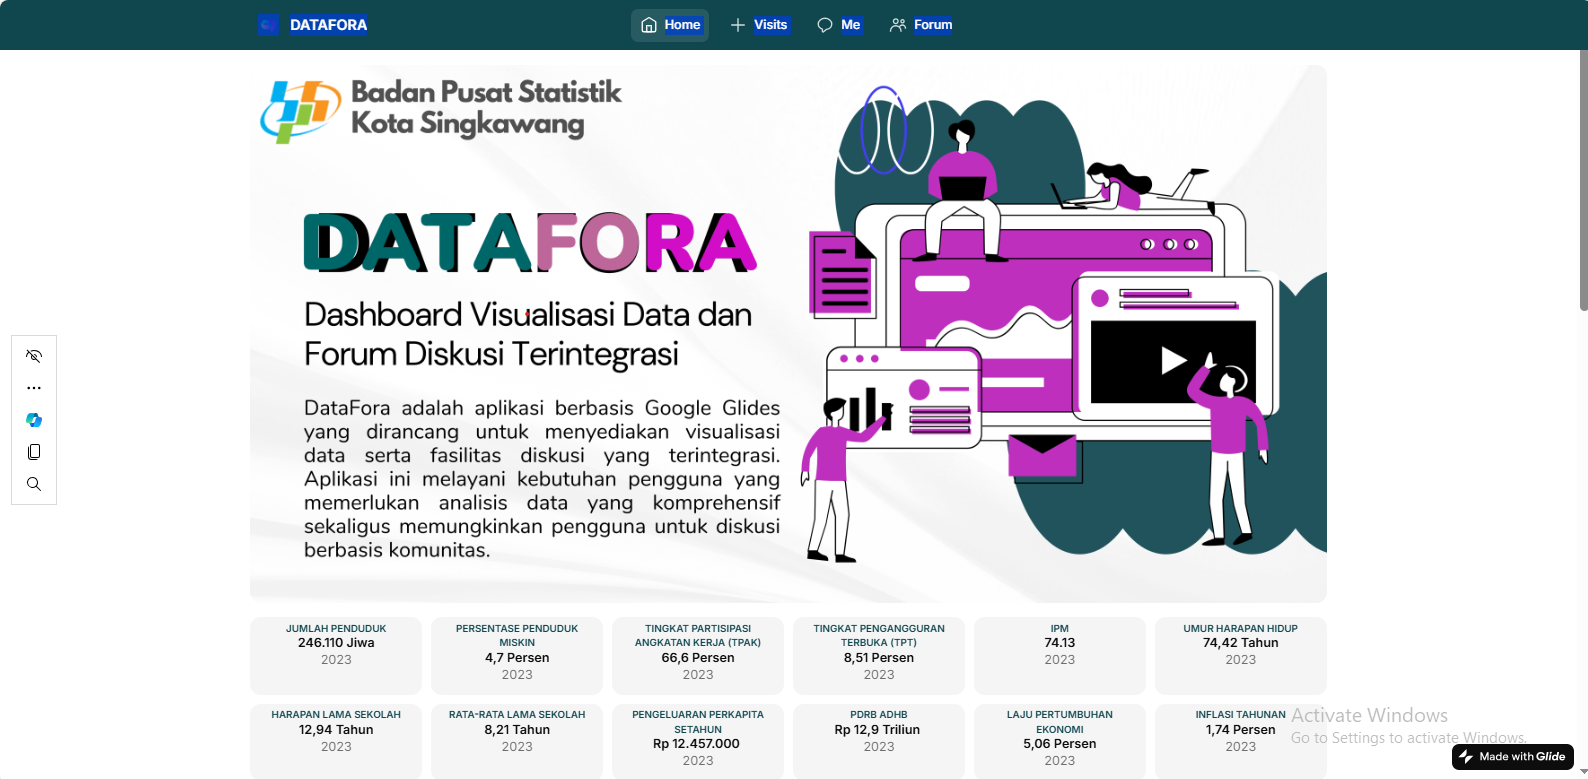 DATAFORA
Home
Visits
Me
Forum
Badan Pusat Statistik
Kota Singkawang
DATAFORA
Dashboard Visualisasi Data dan
Forum Diskusi Terintegrasi
DataFora adalah aplikasi berbasis Google Glides
yang dirancang untuk menyediakan visualisasi
data serta fasilitas diskusi yang terintegrasi.
Aplikasi ini melayani kebutuhan pengguna yang
memerlukan analisis data yang komprehensif
sekaligus memungkinkan pengguna untuk diskusi
berbasis komunitas.
JUMLAH PENDUDUK
246.110 Jiwa
2023
PERSENTASE PENDUDUK
MISKIN
4,7 Persen
2023
TINGKAT PARTISIPASI
ANGKATAN KERJA (TPAK)
66,6 Persen
2023
TINGKAT PENGANGGURAN
TERBUKA (TPT)
8,51 Persen
2023
IPM
74.13
2023
UMUR HARAPAN HIDUP
74,42 Tahun
2023
HARAPAN LAMA SEKOLAH
12,94 Tahun
2023
RATA-RATA LAMA SEKOLAH
8,21 Tahun
2023
PENGELUARAN PERKAPITA
SETAHUN
Rp 12.457.000
2023
PDRB ADHB
Rp 12,9 Triliun
2023
LAJU PERTUMBUHAN
EKONOMI
5,06 Persen
2023
INFLASI TAHUNAN
1,74 Persen
2023
Activate Windows
Go to Settings to activate Windows.
Made with Glide